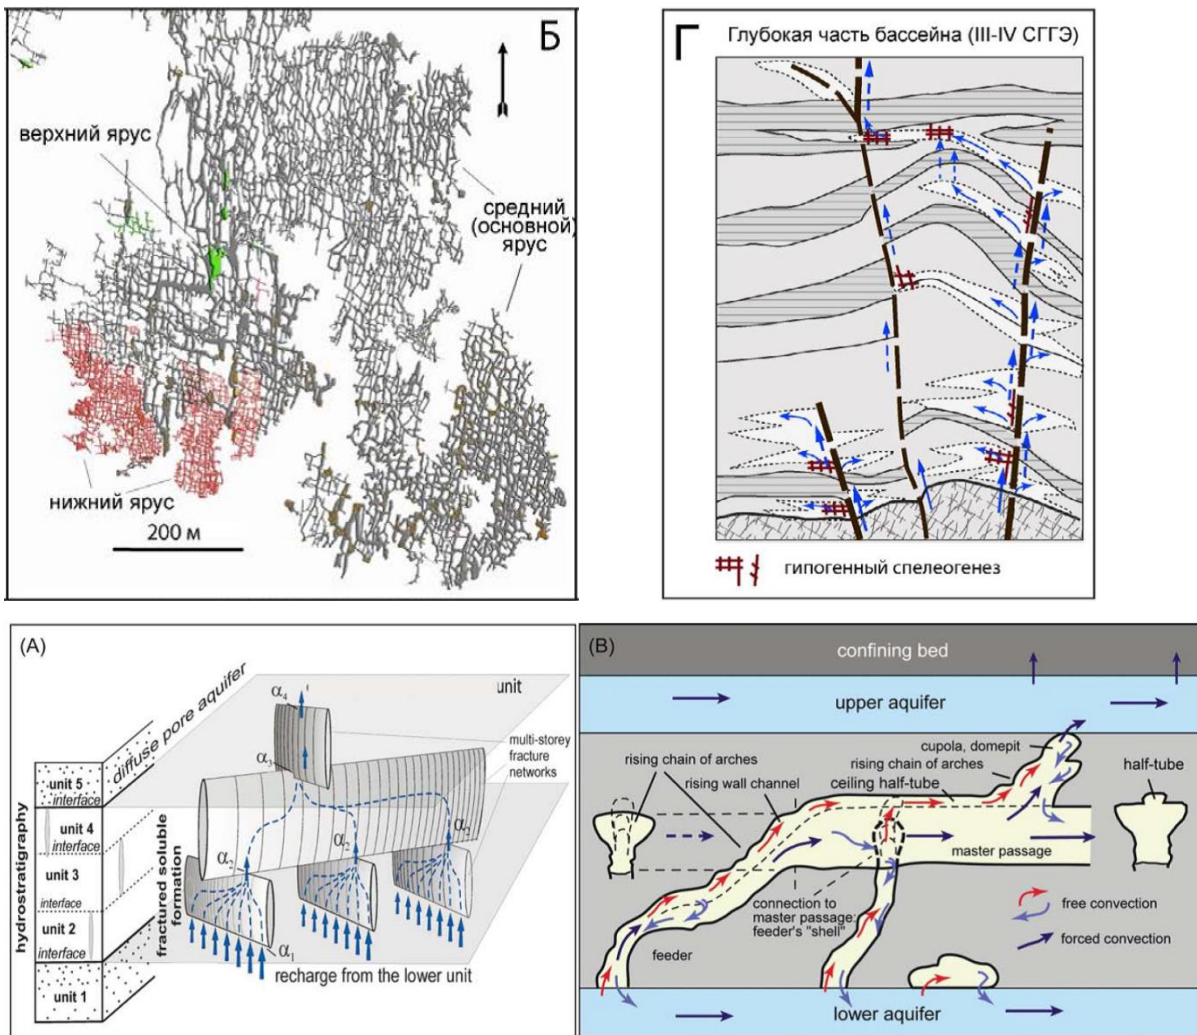 Б
верхний ярус
средний
(основной)
ярус
нижний ярус
200 м
Г
Глубокая часть бассейна (III-IV СГГЭ)
гипогенный спелеогенез
(A)
hydrostratigraphy
unit 5
interface
unit 4
interface
unit 3
interface
unit 2
interface
unit 1
diffuse pore aquifer
fractured soluble
formation
unit
α4
α3
multi-storey
fracture
networks
α2
α2
α2
α1
recharge from the lower unit
(B)
confining bed
upper aquifer
cupola, domepit
rising chain of arches
rising chain of arches
half-tube
rising wall channel
ceiling half-tube
master passage
connection to
master passage:
feeder's "shell"
free convection
forced convection
feeder
lower aquifer